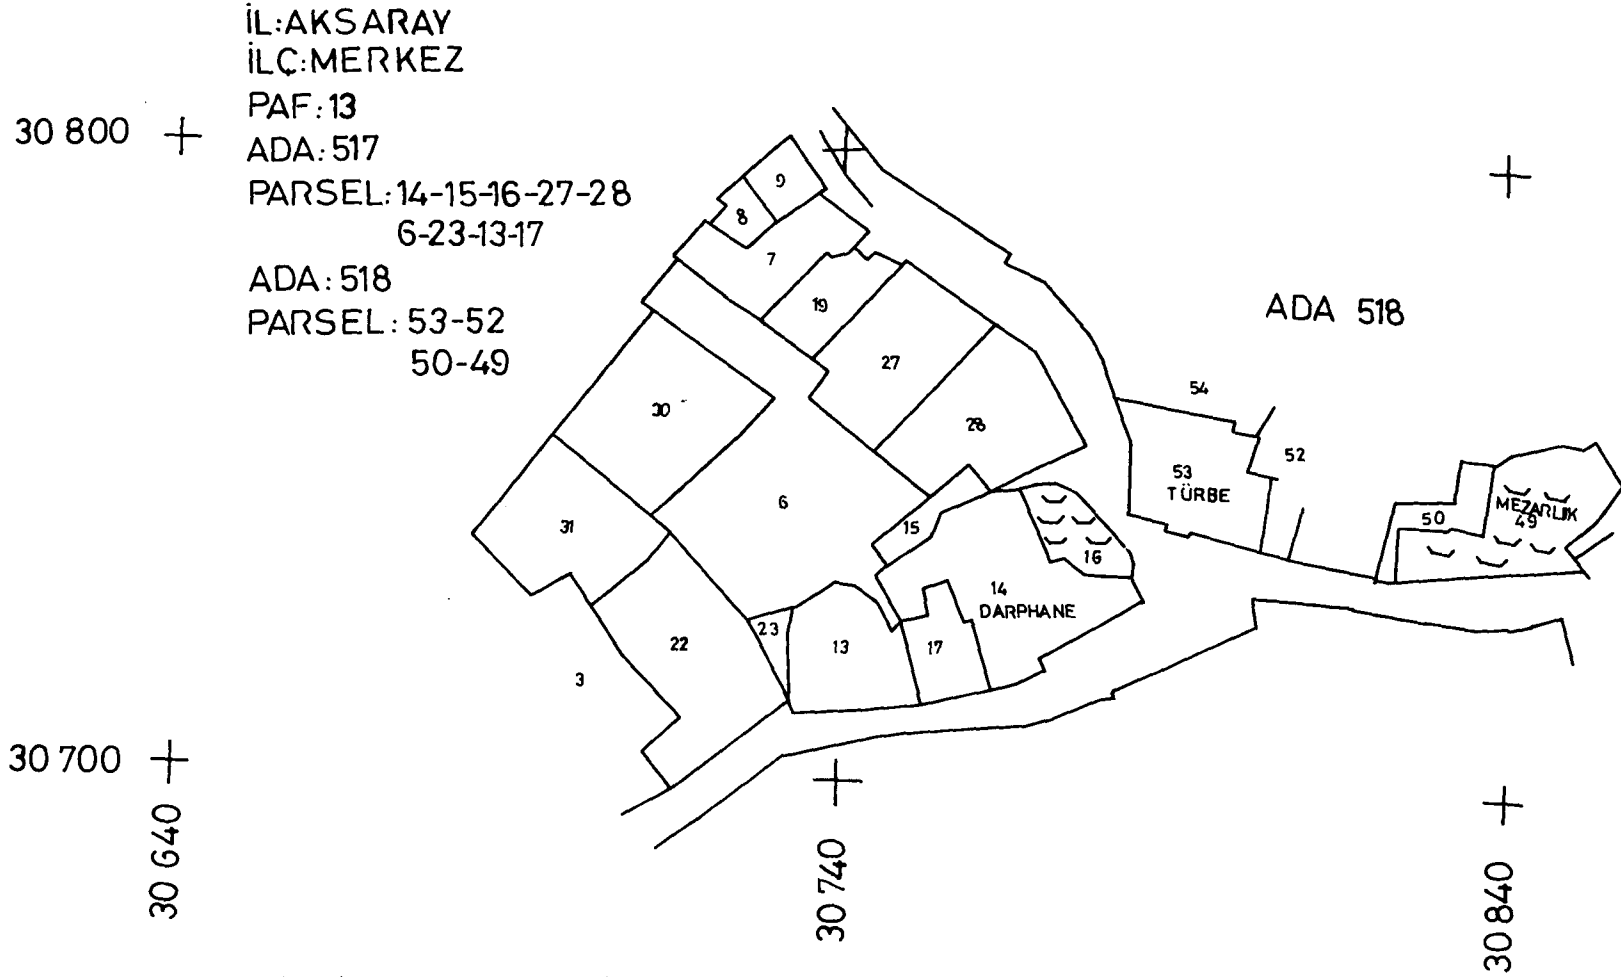 İL:AKSARAY
İLÇ:MERKEZ
PAF:13
ADA:517
PARSEL:14-15-16-27-28
6-23-13-17
ADA:518
PARSEL:53-52
50-49
30 800
9
8
7
19
ADA 518
27
54
30
28
52
53
TÜRBE
6
MEZARLIK
49
50
31
15
16
14
DARPHANE
23
22
13
17
3
30 700
30 640
30 740
30 840